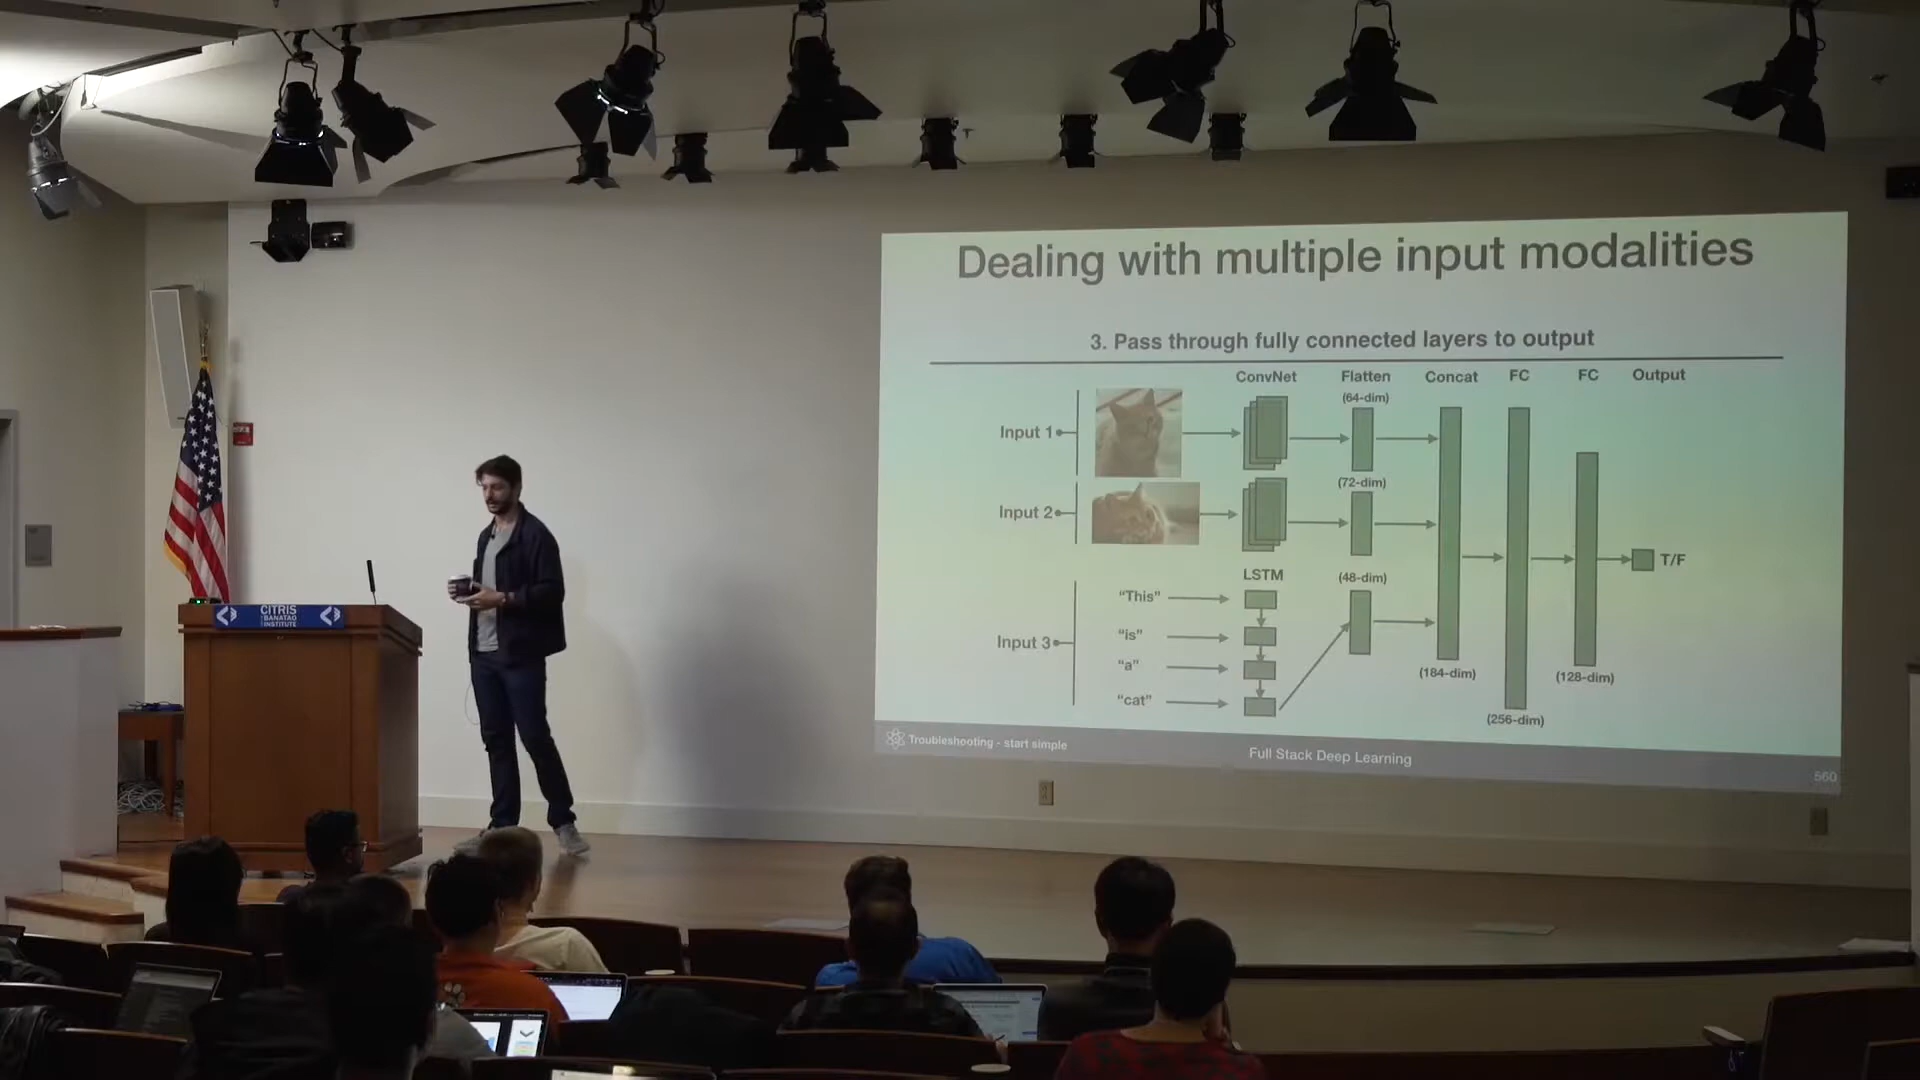 Dealing with multiple input modalities
3. Pass through fully connected layers to output
ConvNet Flatten Concat FC FC Output
(64-dim)
Input 1
(72-dim)
Input 2
T/F
LSTM (48-dim)
"This"
"is"
Input 3
"a"
(184-dim) (128-dim)
"cat"
(256-dim)
Troubleshooting - start simple
Full Stack Deep Learning
560
CITRIS
BANATAO
INSTITUTE